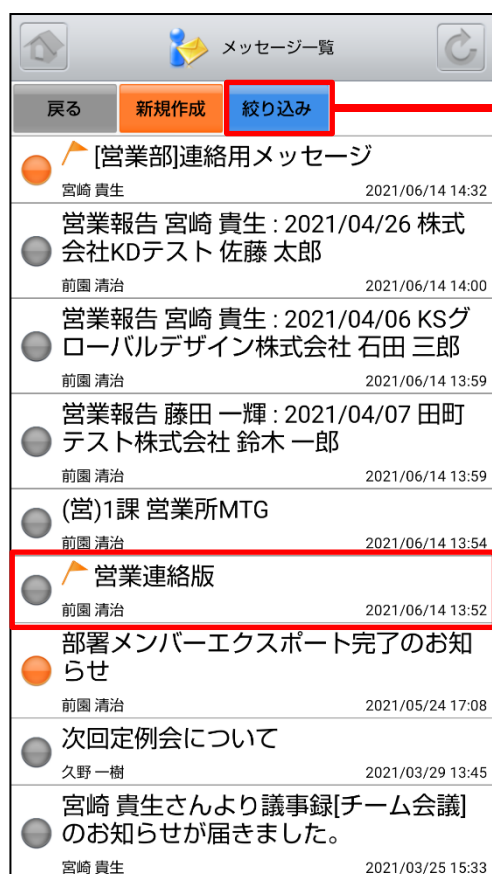 メッセージ一覧
戻る 新規作成 絞り込み
[営業部]連絡用メッセージ
宮崎 貴生 2021/06/14 14:32
営業報告 宮崎 貴生 : 2021/04/26 株式
会社KDテスト 佐藤 太郎
前園 清治 2021/06/14 14:00
営業報告 宮崎 貴生 : 2021/04/06 KSグ
ローバルデザイン株式会社 石田 三郎
前園 清治 2021/06/14 13:59
営業報告 藤田 一輝 : 2021/04/07 田町
テスト株式会社 鈴木 一郎
前園 清治 2021/06/14 13:59
(営)1課 営業所MTG
前園 清治 2021/06/14 13:54
営業連絡版
前園 清治 2021/06/14 13:52
部署メンバーエクスポート完了のお知
らせ
前園 清治 2021/05/24 17:08
次回定例会について
久野 一樹 2021/03/29 13:45
宮崎 貴生さんより議事録[チーム会議]
のお知らせが届きました。
宮崎 貴生 2021/03/25 15:33